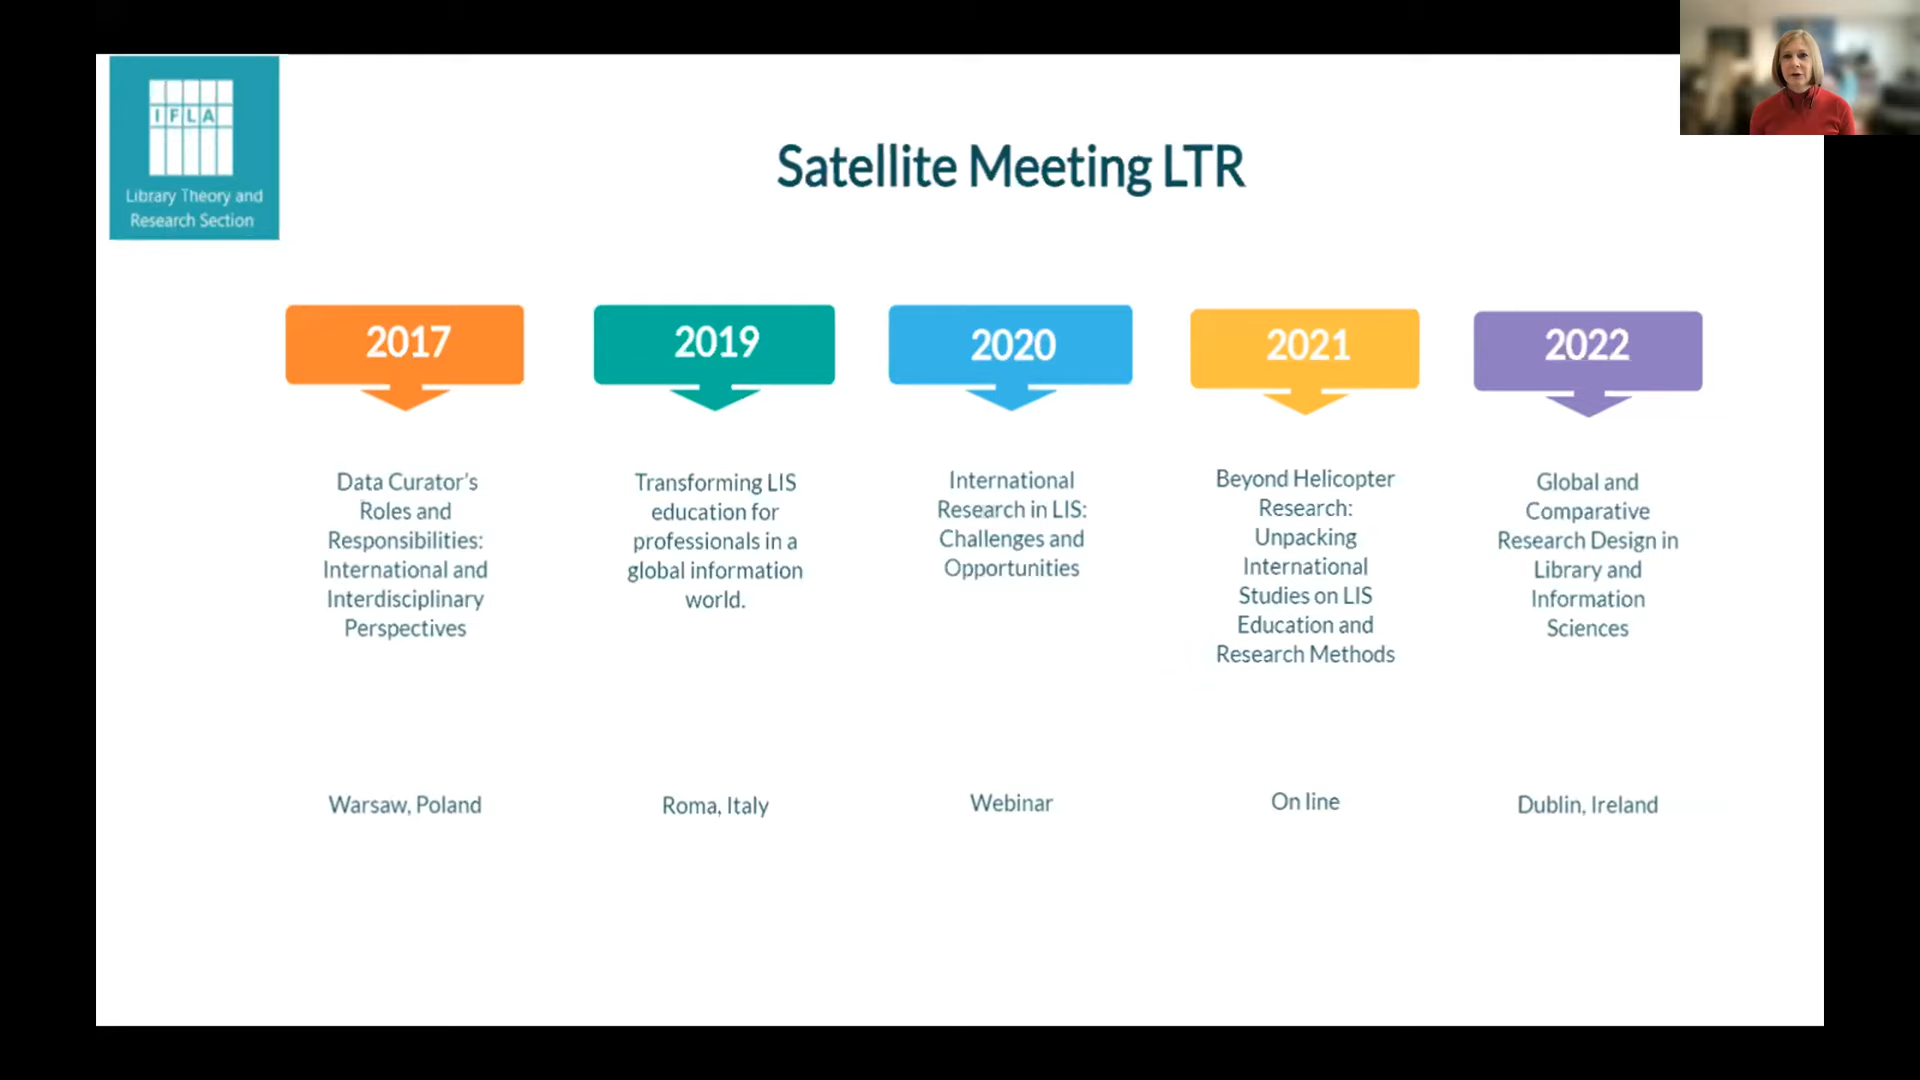 IFLA
Library Theory and
Research Section
Satellite Meeting LTR
2017
Data Curator's
Roles and
Responsibilities:
International and
Interdisciplinary
Perspectives
Warsaw, Poland
2019
Transforming LIS
education for
professionals in a
global information
world.
Roma, Italy
2020
International
Research in LIS:
Challenges and
Opportunities
Webinar
2021
Beyond Helicopter
Research:
Unpacking
International
Studies on LIS
Education and
Research Methods
On line
2022
Global and
Comparative
Research Design in
Library and
Information
Sciences
Dublin, Ireland